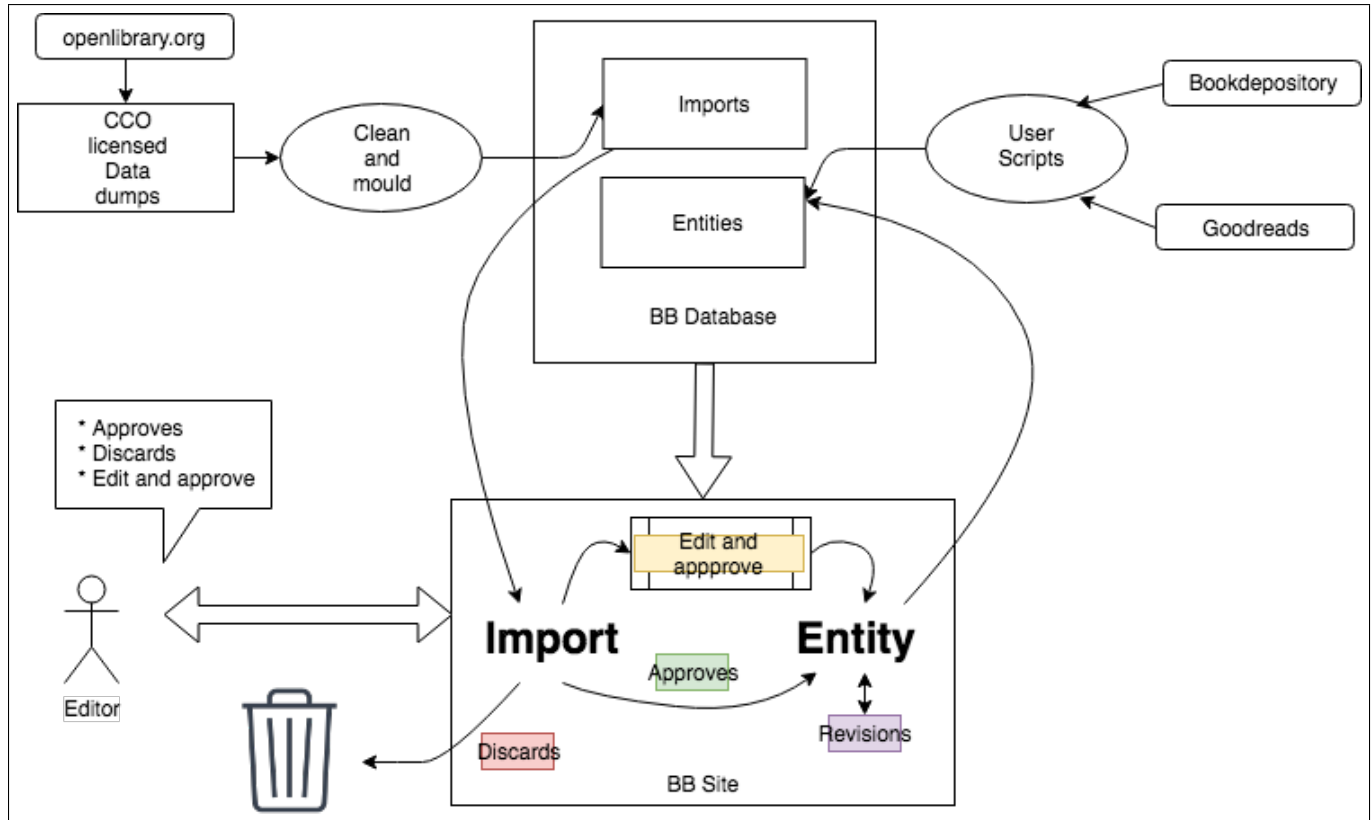 openlibrary.org
CCO
licensed
Data
dumps
Clean
and
mould
Imports
Entities
BB Database
User
Scripts
Bookdepository
Goodreads
* Approves
* Discards
* Edit and approve
Editor
Edit and
appprove
Import
Entity
Approves
Discards
Revisions
BB Site